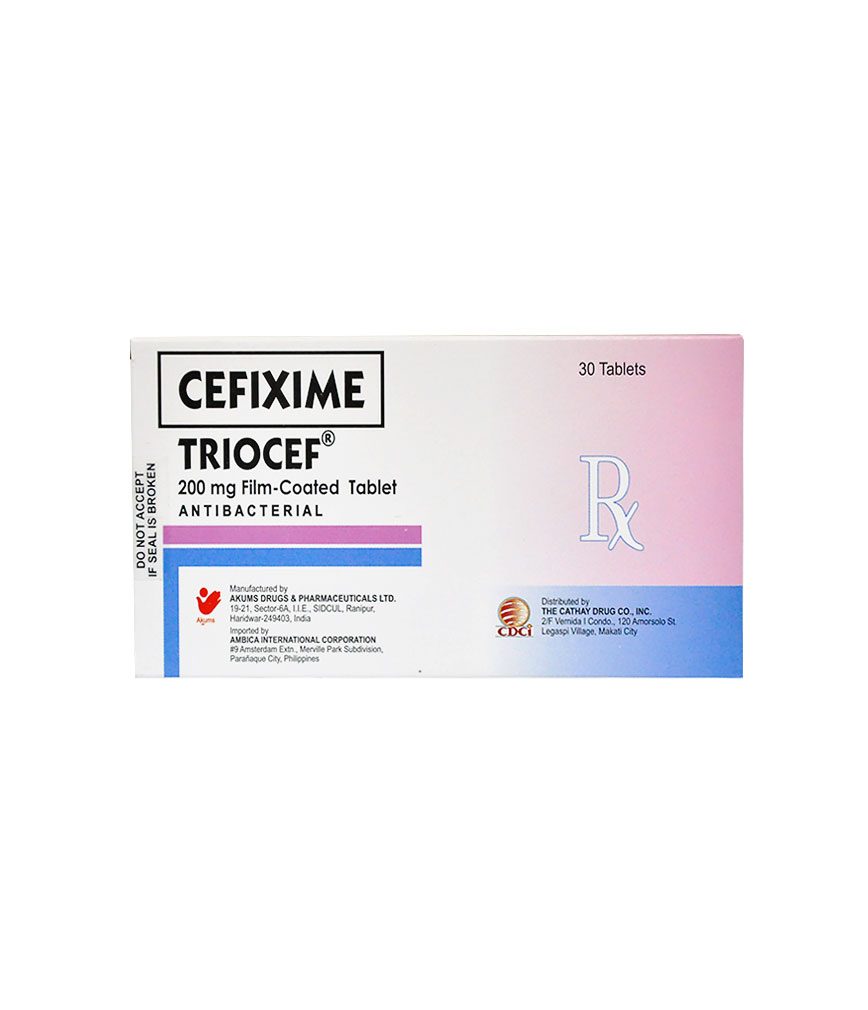 CEFIXIME
TRIOCEF®
200 mg Film-Coated Tablet
ANTIBACTERIAL
30 Tablets
Rx
DO NOT ACCEPT
IF SEAL IS BROKEN
Akums
Manufactured by
AKUMS DRUGS & PHARMACEUTICALS LTD.
19-21, Sector-6A, I.I.E., SIDCUL, Ranipur,
Haridwar-249403, India
Imported by
AMBICA INTERNATIONAL CORPORATION
#9 Amsterdam Extn., Merville Park Subdivision,
Parañaque City, Philippines
CDCi
Distributed by
THE CATHAY DRUG CO., INC.
2/F Vernida I Condo., 120 Amorsolo St.
Legaspi Village, Makati City